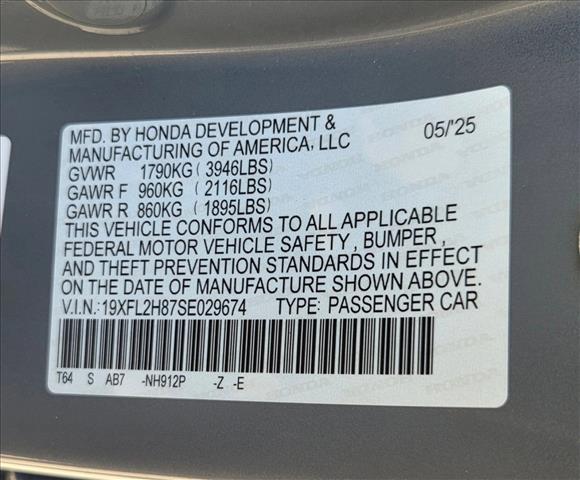 MFD. BY HONDA DEVELOPMENT & 05/'25
MANUFACTURING OF AMERICA, LLC
GVWR 1790KG ( 3946LBS)
GAWR F 960KG ( 2116LBS)
GAWR R 860KG ( 1895LBS)
THIS VEHICLE CONFORMS TO ALL APPLICABLE
FEDERAL MOTOR VEHICLE SAFETY , BUMPER,
AND THEFT PREVENTION STANDARDS IN EFFECT
ON THE DATE OF MANUFACTURE SHOWN ABOVE.
V.I.N.: 19XFL2H87SE029674 TYPE: PASSENGER CAR
T64 S AB7 -NH912P -Z -E